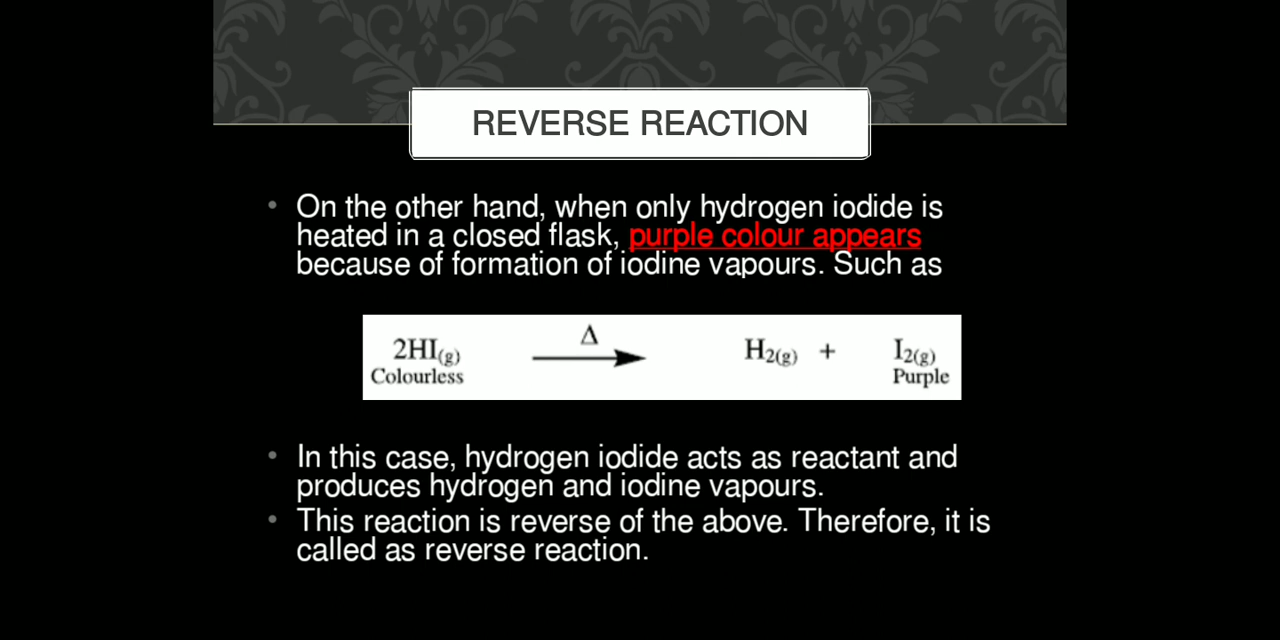 REVERSE REACTION
• On the other hand, when only hydrogen iodide is
heated in a closed flask, purple colour appears
because of formation of iodine vapours. Such as
Δ
2HI(g) → H2(g) + I2(g)
Colourless Purple
• In this case, hydrogen iodide acts as reactant and
produces hydrogen and iodine vapours.
• This reaction is reverse of the above. Therefore, it is
called as reverse reaction.